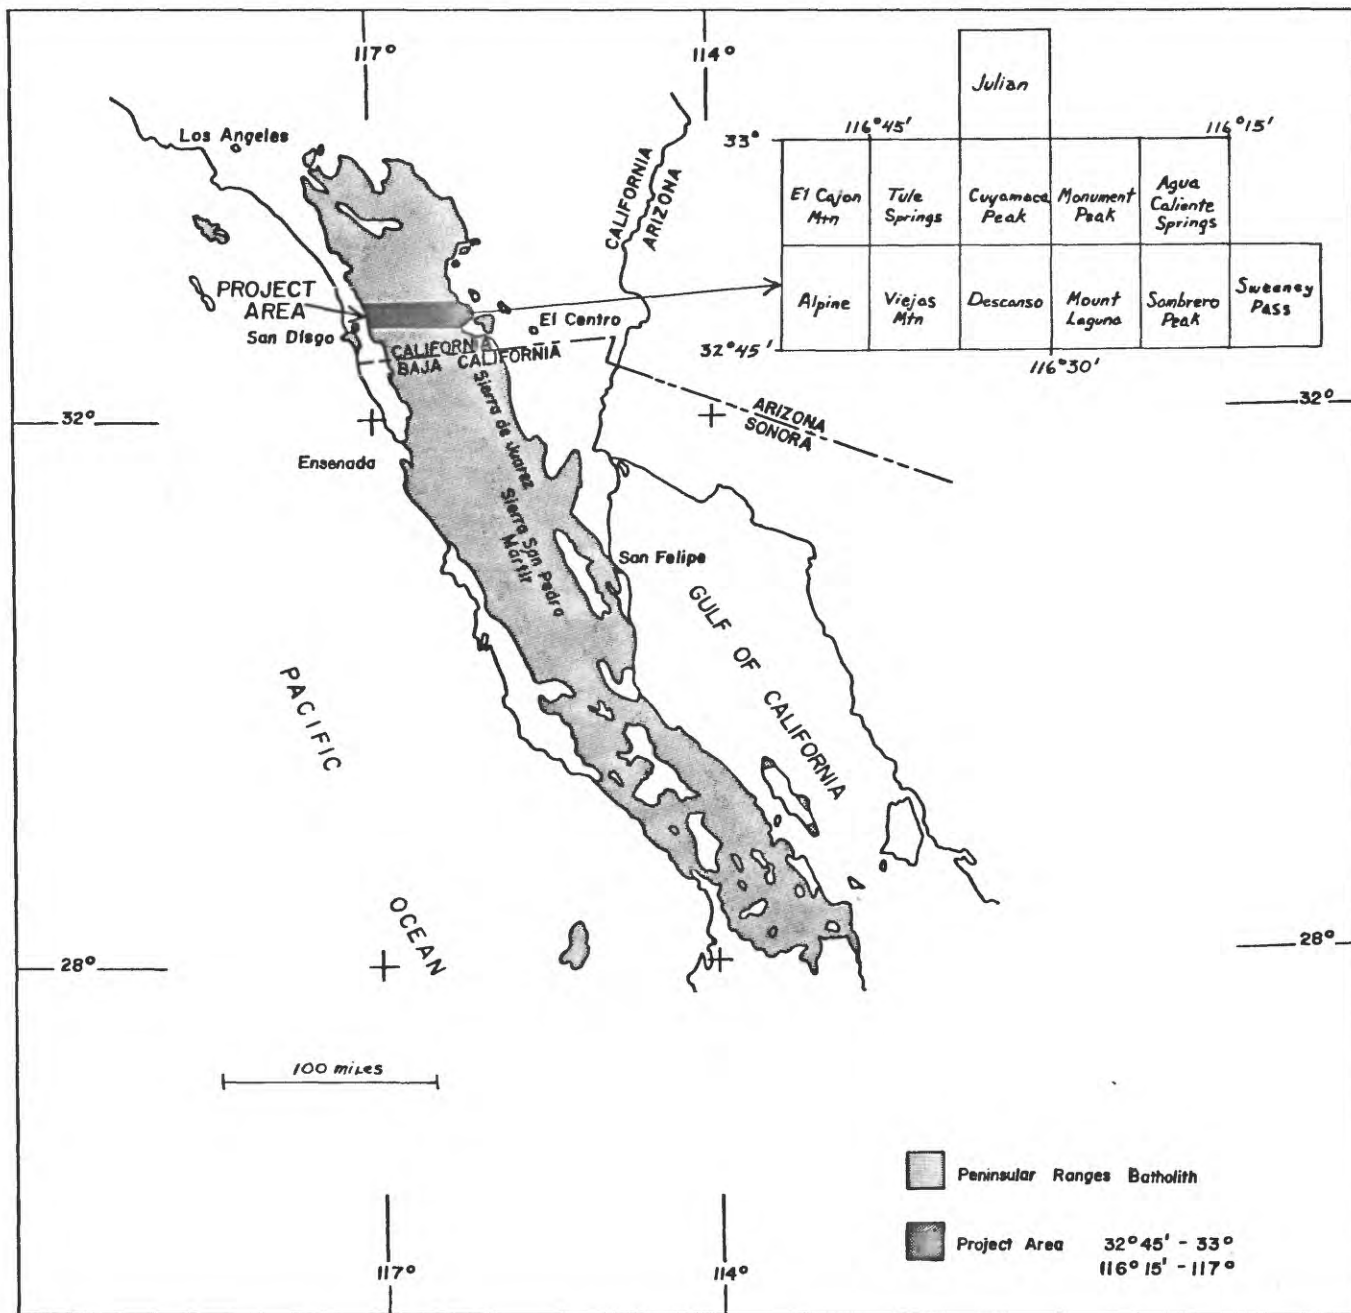 117°
114°
Julian
Los Angeles
CALIFORNIA
ARIZONA
33°
116°45'
116°15'
El Cajon
Mtn
Tule
Springs
Cuyamaca
Peak
Monument
Peak
Agua
Caliente
Springs
PROJECT
AREA
Alpine
Viejas
Mtn
Descanso
Mount
Laguna
Sombrero
Peak
Sweeney
Pass
San Diego
El Centro
CALIFORNIA
BAJA CALIFORNIA
32°45'
116°30'
32°
32°
ARIZONA
SONORA
Sierra de Juarez
Ensenada
Sierra San Pedro
Martir
San Felipe
GULF OF CALIFORNIA
PACIFIC
OCEAN
28°
28°
100 miles
Peninsular Ranges Batholith
Project Area 32°45' - 33°
116°15' - 117°
117°
114°